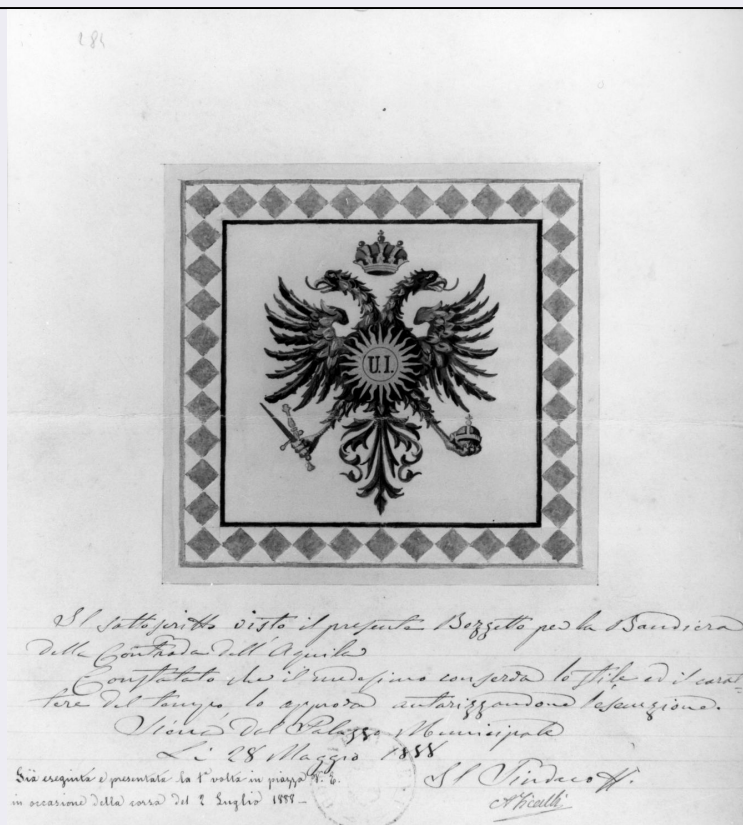 284
U.I.
Il sottoscritto visto il presente Bozzetto per la Bandiera
della Contrada dell'Aquila
Constatato che il medesimo conserva lo stile ed il carat=
tere del tempo lo approva autorizzandone l'esecuzione.
Siena dal Palazzo Municipale
Li 28 Maggio 1888
Il Sindaco ff.
Già eseguita e presentata la 1ª volta in piazza V. E.
in occasione della corsa del 2 Luglio 1888 –